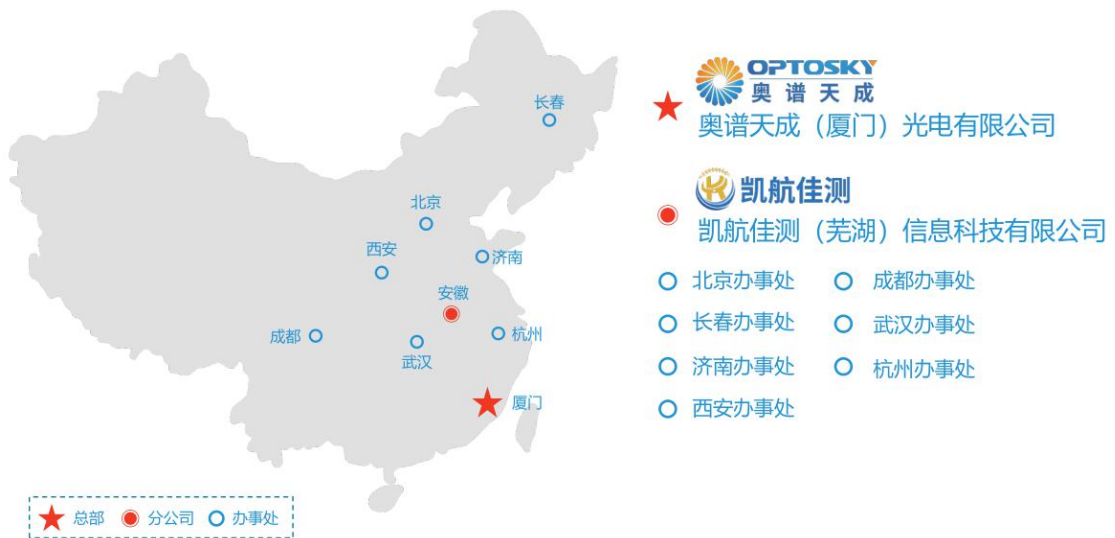 长春
北京
西安
济南
安徽
成都
武汉
杭州
厦门
总部 分公司 办事处
OPTOSKY
奥谱天成
奥谱天成（厦门）光电有限公司
凯航佳测
凯航佳测（芜湖）信息科技有限公司
北京办事处 成都办事处
长春办事处 武汉办事处
济南办事处 杭州办事处
西安办事处